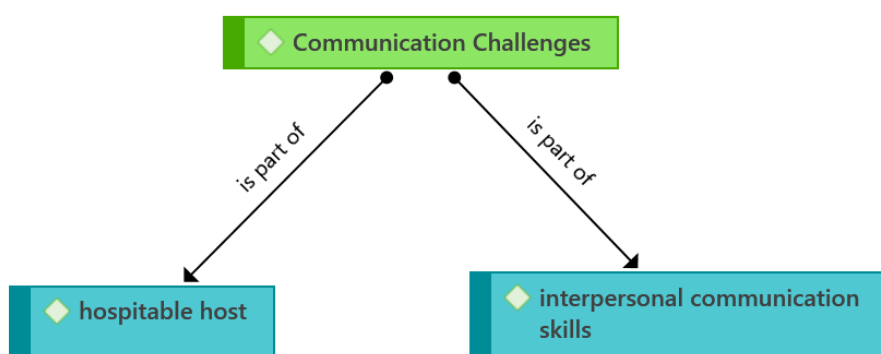 Communication Challenges
is part of
is part of
hospitable host
interpersonal communication
skills